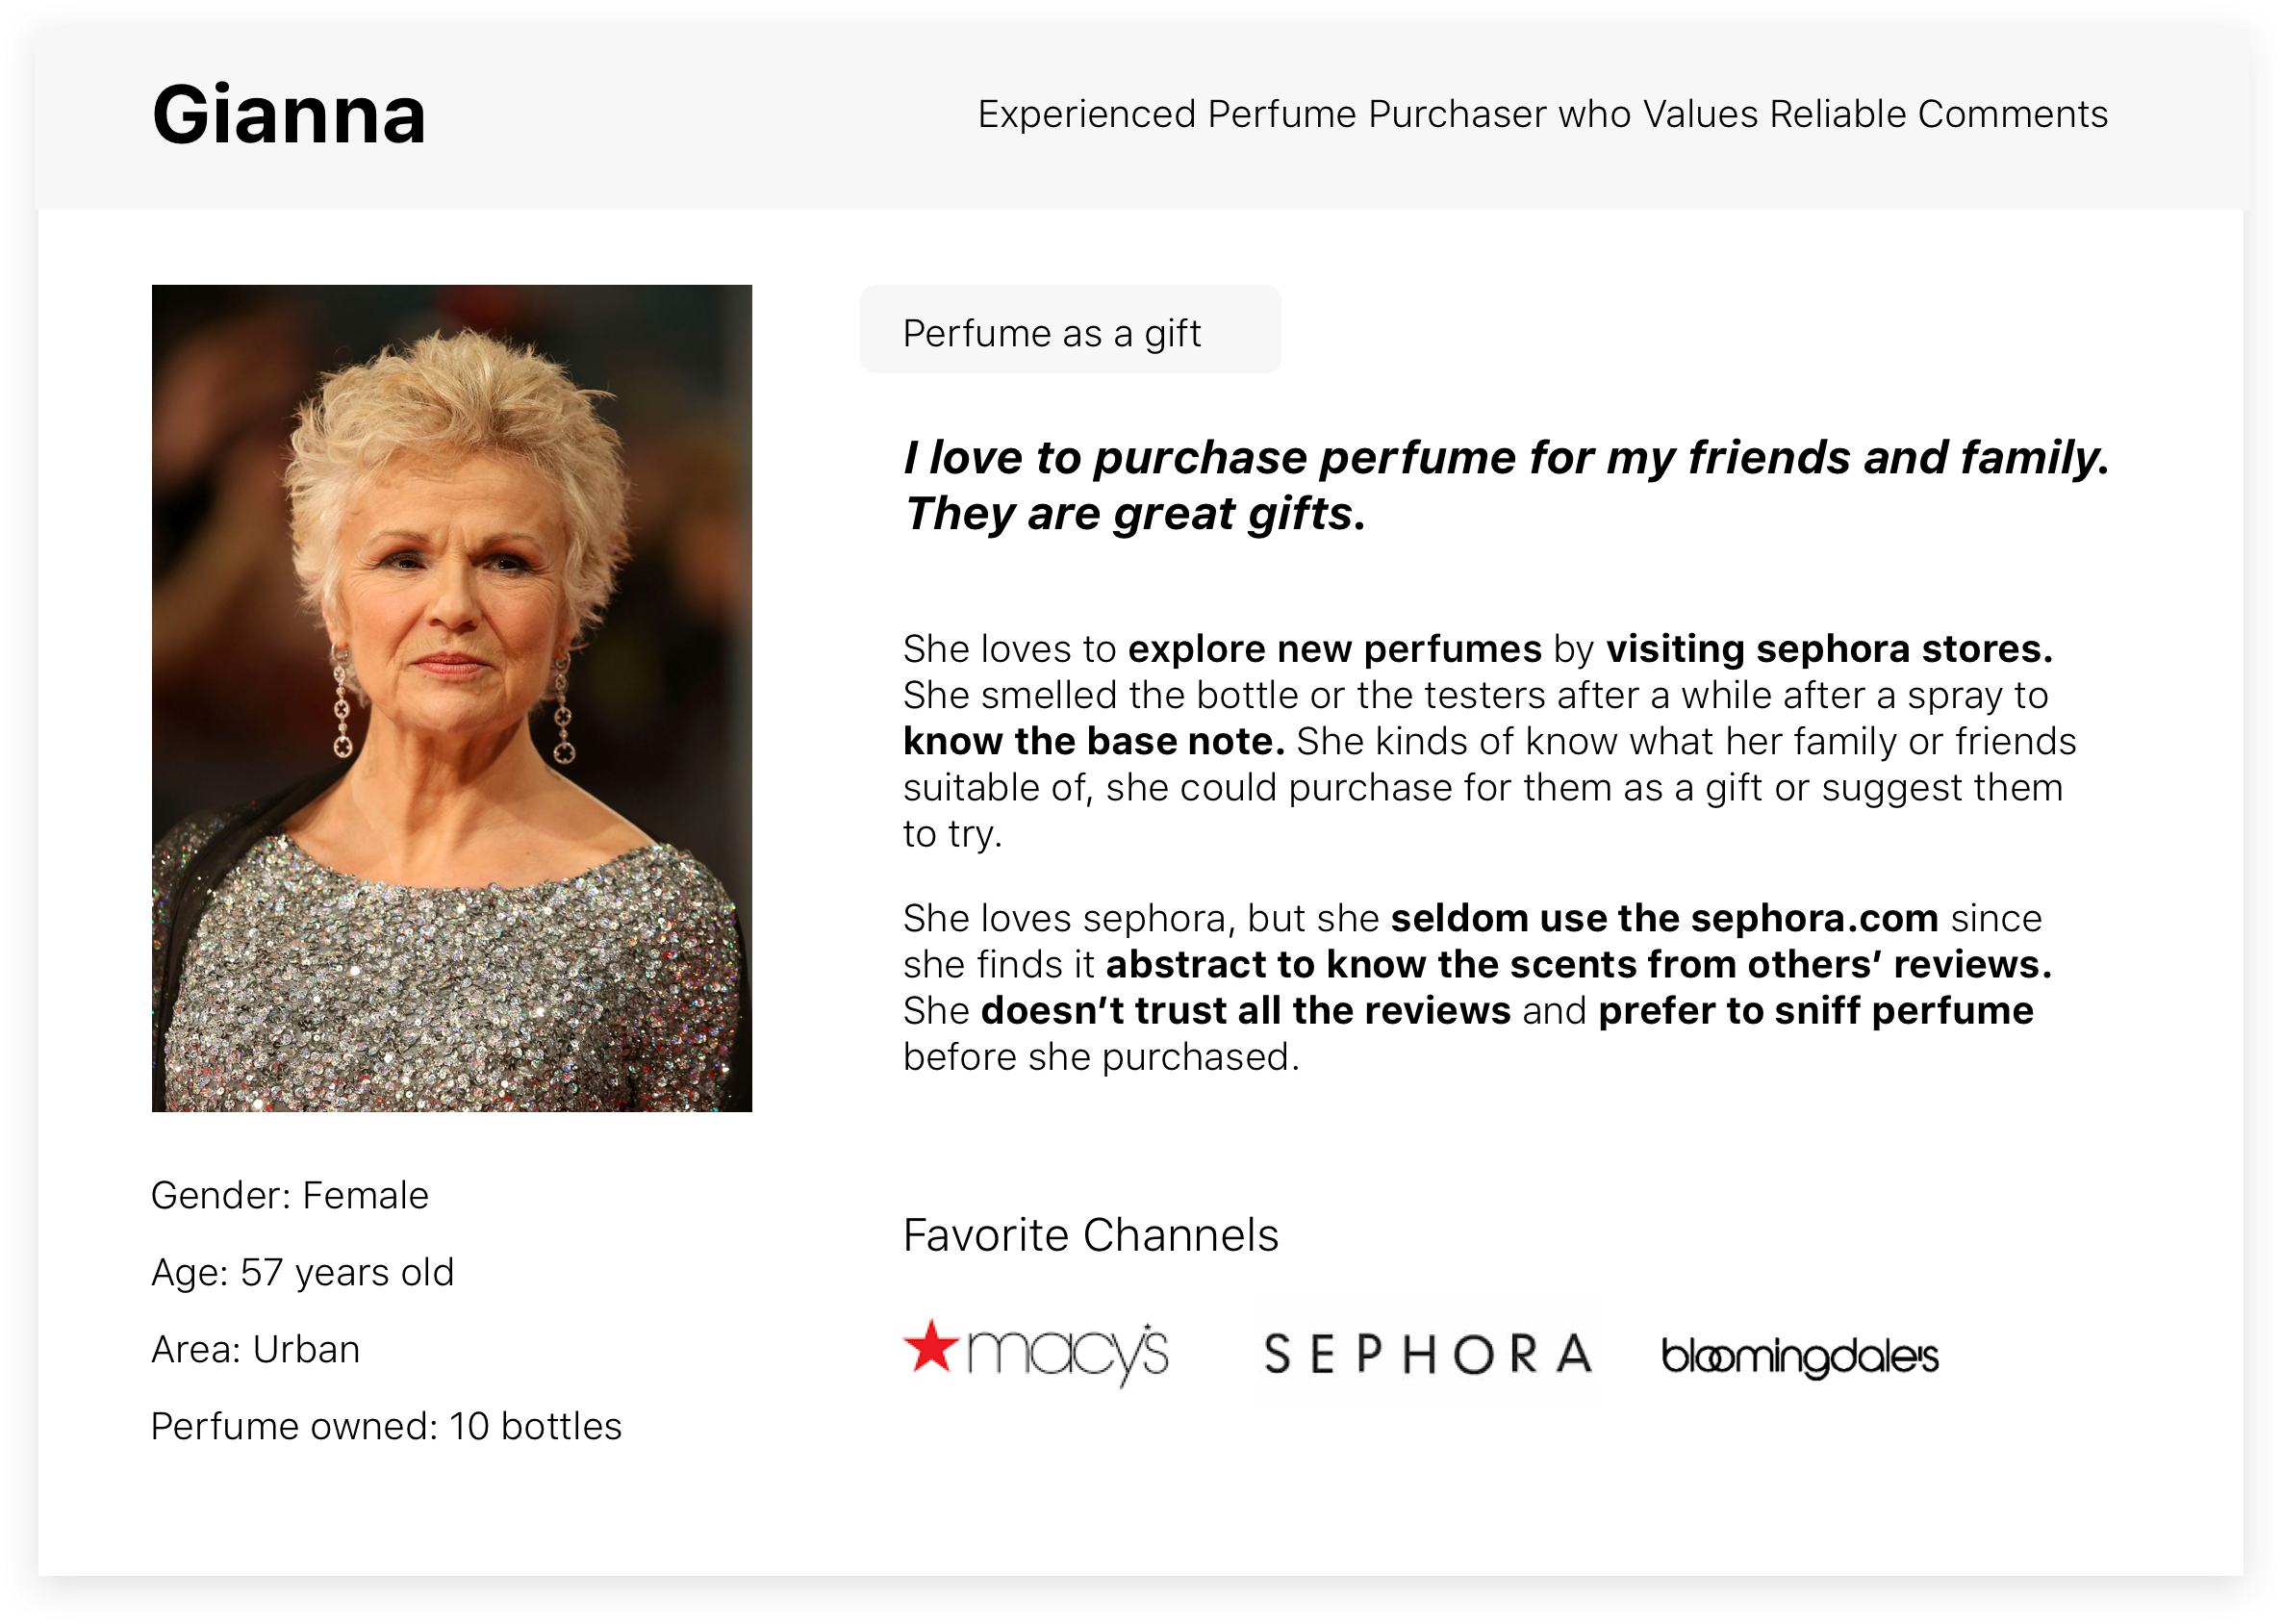 Gianna
Experienced Perfume Purchaser who Values Reliable Comments
Perfume as a gift
I love to purchase perfume for my friends and family.
They are great gifts.
She loves to explore new perfumes by visiting sephora stores.
She smelled the bottle or the testers after a while after a spray to
know the base note. She kinds of know what her family or friends
suitable of, she could purchase for them as a gift or suggest them
to try.
She loves sephora, but she seldom use the sephora.com since
she finds it abstract to know the scents from others’ reviews.
She doesn’t trust all the reviews and prefer to sniff perfume
before she purchased.
Gender: Female
Age: 57 years old
Area: Urban
Perfume owned: 10 bottles
Favorite Channels
macy's
SEPHORA
bloomingdale's